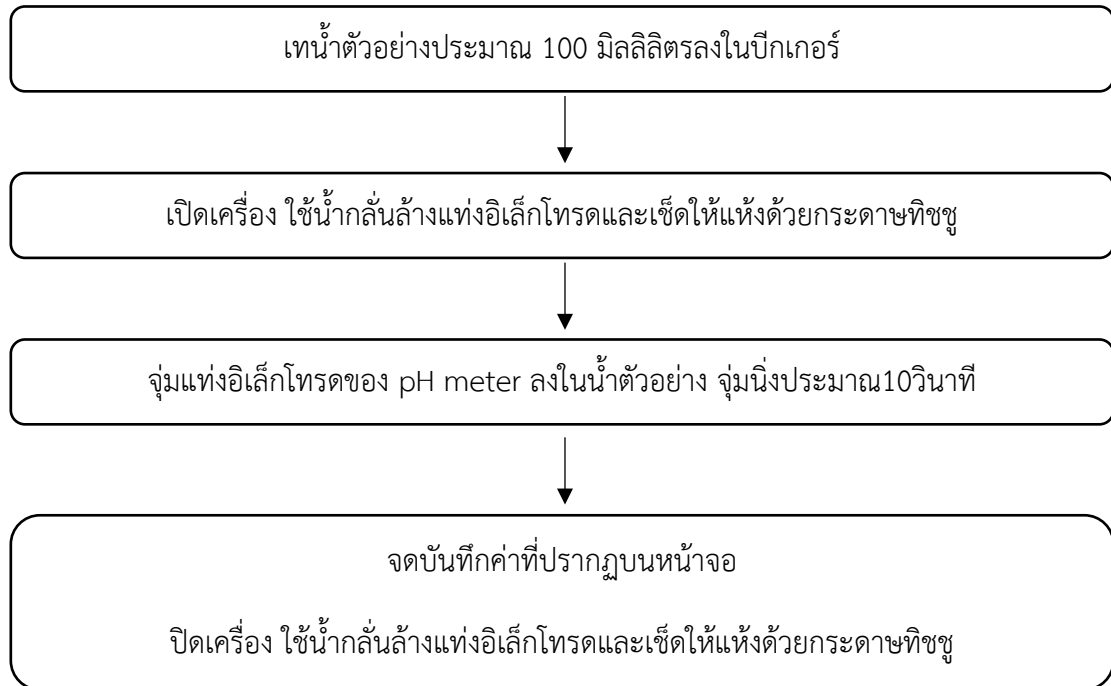 เทน้ำตัวอย่างประมาณ 100 มิลลิลิตรลงในบีกเกอร์
เปิดเครื่อง ใช้น้ำกลั่นล้างแท่งอิเล็กโทรดและเช็ดให้แห้งด้วยกระดาษทิชชู
จุ่มแท่งอิเล็กโทรดของ pH meter ลงในน้ำตัวอย่าง จุ่มนิ่งประมาณ10วินาที
จดบันทึกค่าที่ปรากฏบนหน้าจอ
ปิดเครื่อง ใช้น้ำกลั่นล้างแท่งอิเล็กโทรดและเช็ดให้แห้งด้วยกระดาษทิชชู